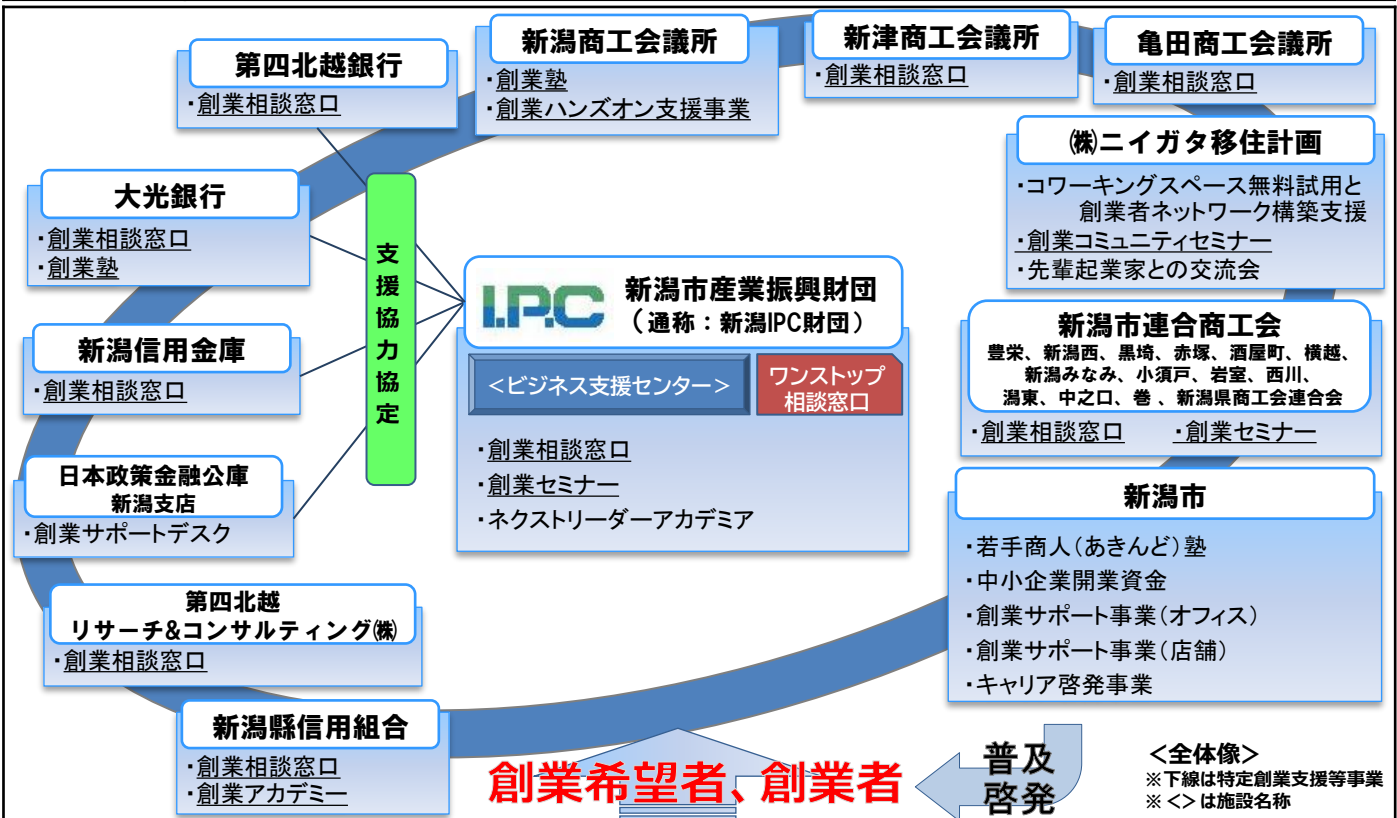 第四北越銀行
・創業相談窓口
新潟商工会議所
・創業塾
・創業ハンズオン支援事業
新津商工会議所
・創業相談窓口
亀田商工会議所
・創業相談窓口
㈱ニイガタ移住計画
・コワーキングスペース無料試用と
創業者ネットワーク構築支援
・創業コミュニティセミナー
・先輩起業家との交流会
大光銀行
・創業相談窓口
・創業塾
支援協力協定
I.P.C
新潟市産業振興財団
（通称：新潟IPC財団）
＜ビジネス支援センター＞
ワンストップ
相談窓口
・創業相談窓口
・創業セミナー
・ネクストリーダーアカデミア
新潟市連合商工会
豊栄、新潟西、黒埼、赤塚、酒屋町、横越、
新潟みなみ、小須戸、岩室、西川、
潟東、中之口、巻 、新潟県商工会連合会
・創業相談窓口 ・創業セミナー
新潟信用金庫
・創業相談窓口
日本政策金融公庫
新潟支店
・創業サポートデスク
新潟市
・若手商人（あきんど）塾
・中小企業開業資金
・創業サポート事業（オフィス）
・創業サポート事業（店舗）
・キャリア啓発事業
第四北越
リサーチ&コンサルティング㈱
・創業相談窓口
新潟縣信用組合
・創業相談窓口
・創業アカデミー
創業希望者、創業者
普及
啓発
＜全体像＞
※下線は特定創業支援等事業
※＜＞は施設名称